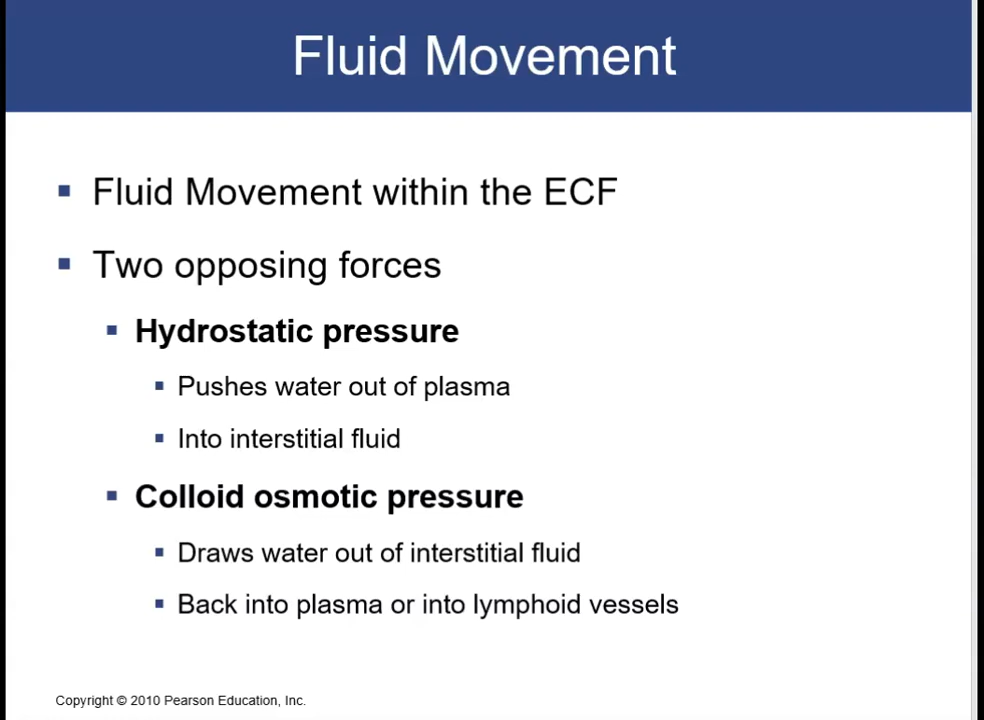 Fluid Movement
Fluid Movement within the ECF
Two opposing forces
Hydrostatic pressure
Pushes water out of plasma
Into interstitial fluid
Colloid osmotic pressure
Draws water out of interstitial fluid
Back into plasma or into lymphoid vessels
Copyright © 2010 Pearson Education, Inc.